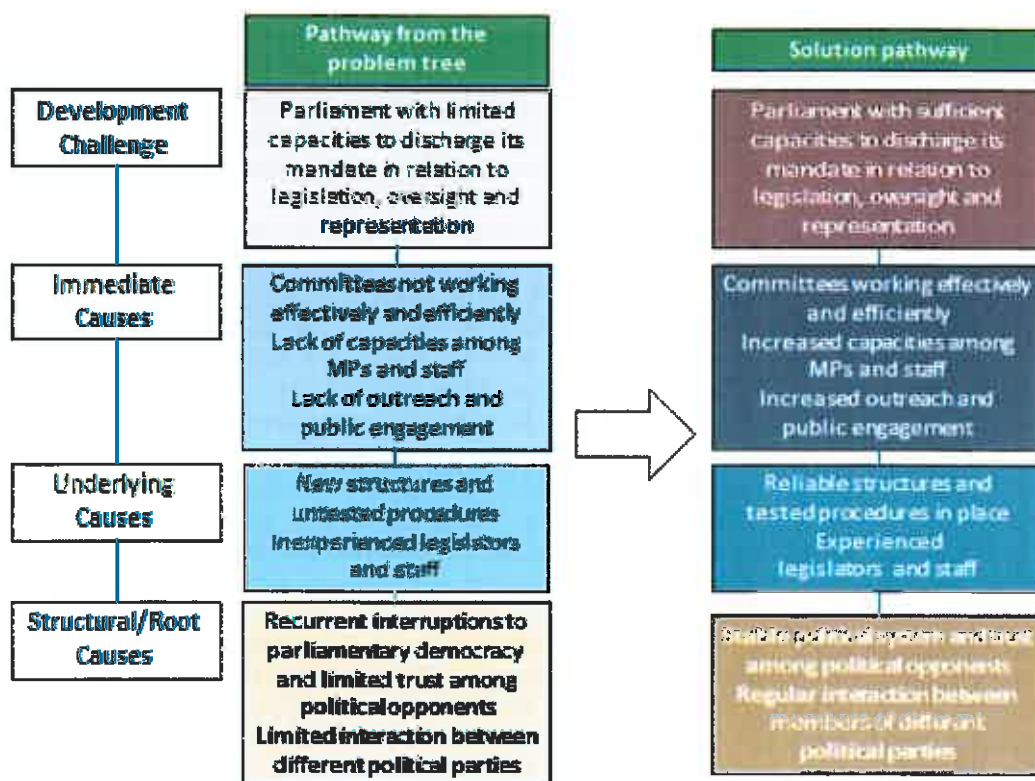 Pathway from the
problem tree
Solution pathway
Development
Challenge
Parliament with limited
capacities to discharge its
mandate in relation to
legislation, oversight and
representation
Parliament with sufficient
capacities to discharge its
mandate in relation to
legislation, oversight and
representation
Immediate
Causes
Committees not working
effectively and efficiently
Lack of capacities among
MPs and staff
Lack of outreach and
public engagement
Committees working effectively
and efficiently
Increased capacities among
MPs and staff
Increased outreach and
public engagement
Underlying
Causes
New structures and
untested procedures
Inexperienced legislators
and staff
Reliable structures and
tested procedures in place
Experienced
legislators and staff
Structural/Root
Causes
Recurrent interruptions to
parliamentary democracy
and limited trust among
political opponents
Limited interaction between
different political parties
political system and trust
among political opponents
Regular interaction between
members of different
political parties